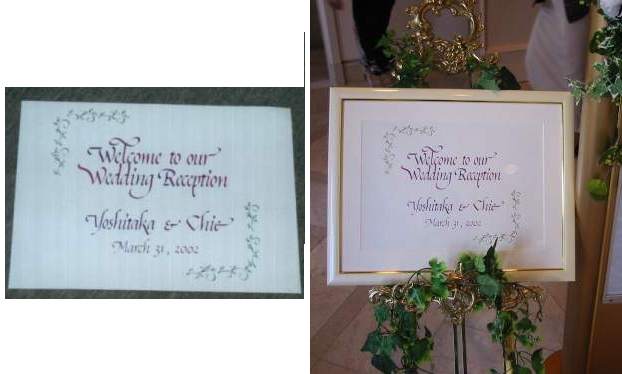 Welcome to our
Wedding Reception
Yoshitaka & Chie
March 31, 2002
Welcome to our
Wedding Reception
Yoshitaka & Chie
March 31, 2002